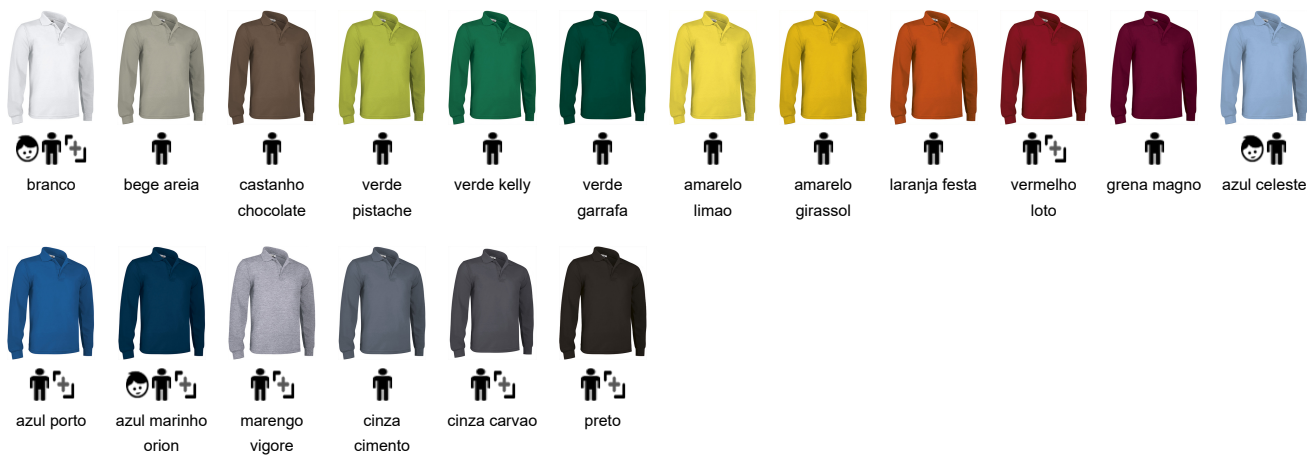 branco
bege areia
castanho
chocolate
verde
pistache
verde kelly
verde
garrafa
amarelo
limao
amarelo
girassol
laranja festa
vermelho
loto
grena magno
azul celeste
azul porto
azul marinho
orion
marengo
vigore
cinza
cimento
cinza carvao
preto